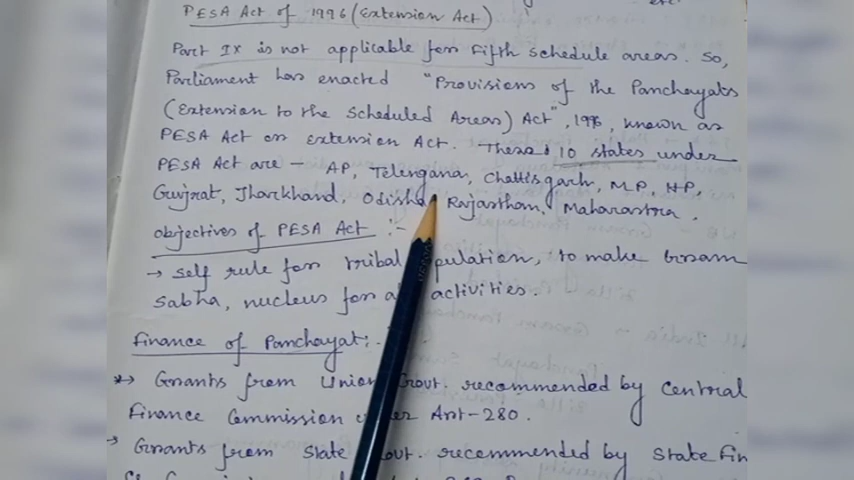 etc.
PESA Act of 1996 (Extension Act)
Part IX is not applicable for Fifth schedule areas. So,
Parliament has enacted "Provisions of the Panchayats
(Extension to the Scheduled Areas) Act", 1996, known as
PESA Act or extension Act. These 10 states under
PESA Act are - AP, Telengana, Chattisgarh, M.P, H.P,
Gujrat, Jharkhand, Odisha, Rajasthan, Maharastra.
objectives of PESA Act :-
→ self rule for tribal population, to make Gram
Sabha, nucleus for all activities.
Finance of Panchayat:-
Grants from Union Govt. recommended by Central
Finance Commission under Art-280.
Grants from State Govt. recommended by State Fin